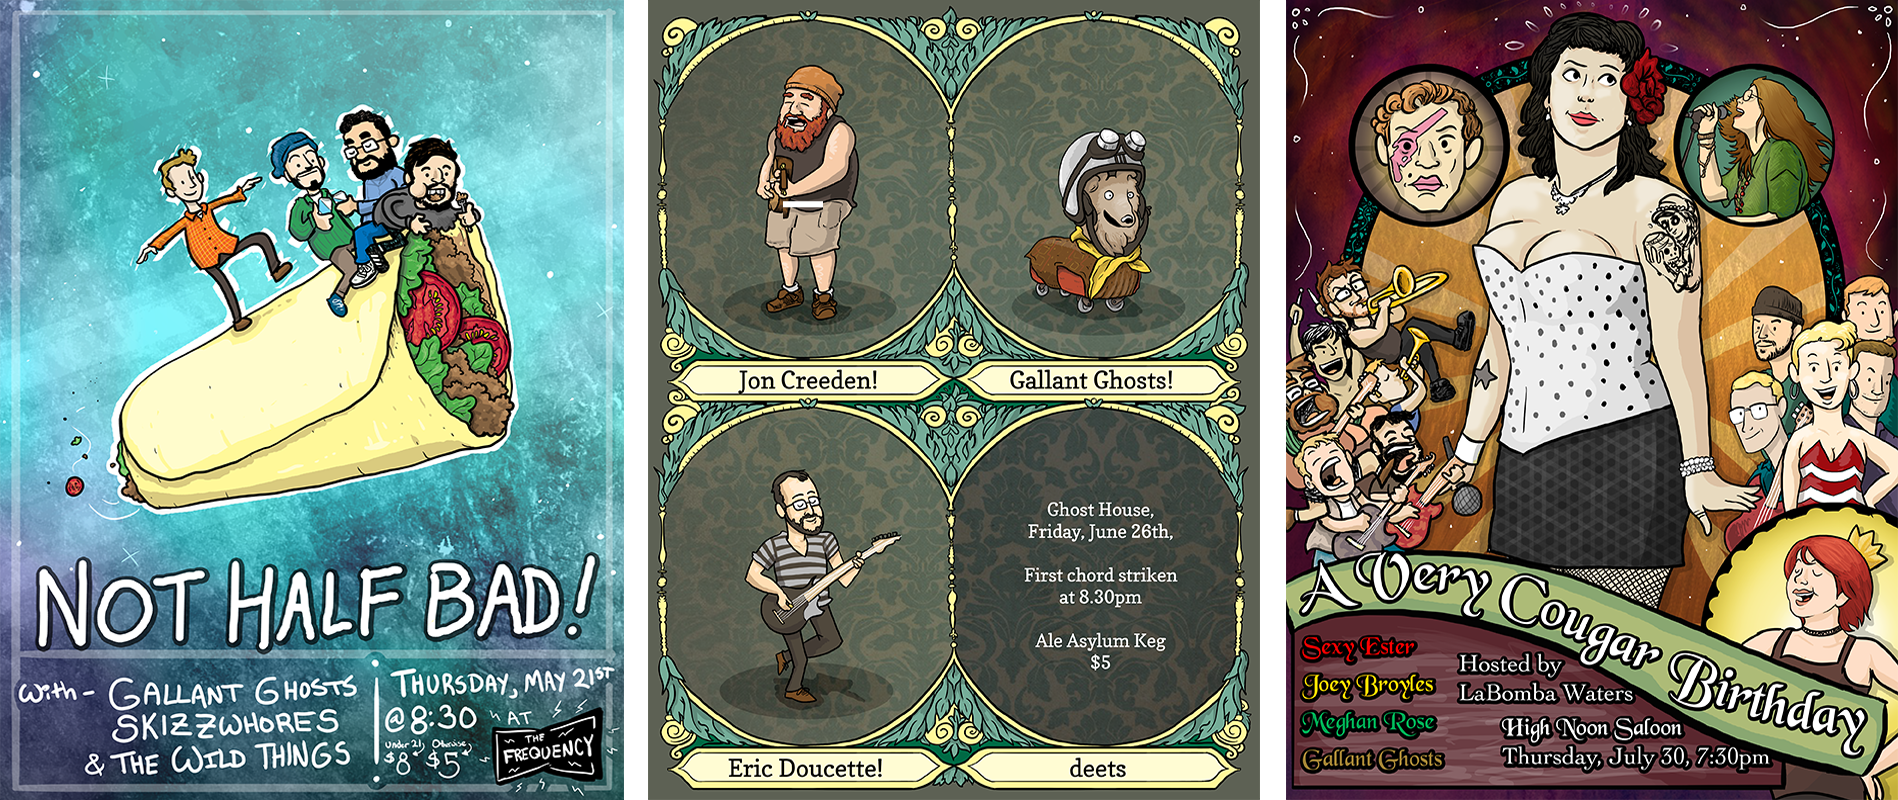 NOT HALF BAD!
With - GALLANT GHOSTS
SKIZZWHORES
& THE WILD THINGS
THURSDAY, MAY 21ST
@ 8:30
under 21, $8
Otherwise, $5
AT
THE
FREQUENCY
Jon Creeden!
Gallant Ghosts!
Eric Doucette!
Ghost House,
Friday, June 26th,
First chord striken
at 8.30pm
Ale Asylum Keg
$5
deets
A Very Cougar Birthday
Sexy Ester
Joey Broyles
Meghan Rose
Gallant Ghosts
Hosted by
LaBomba Waters
High Noon Saloon
Thursday, July 30, 7:30pm